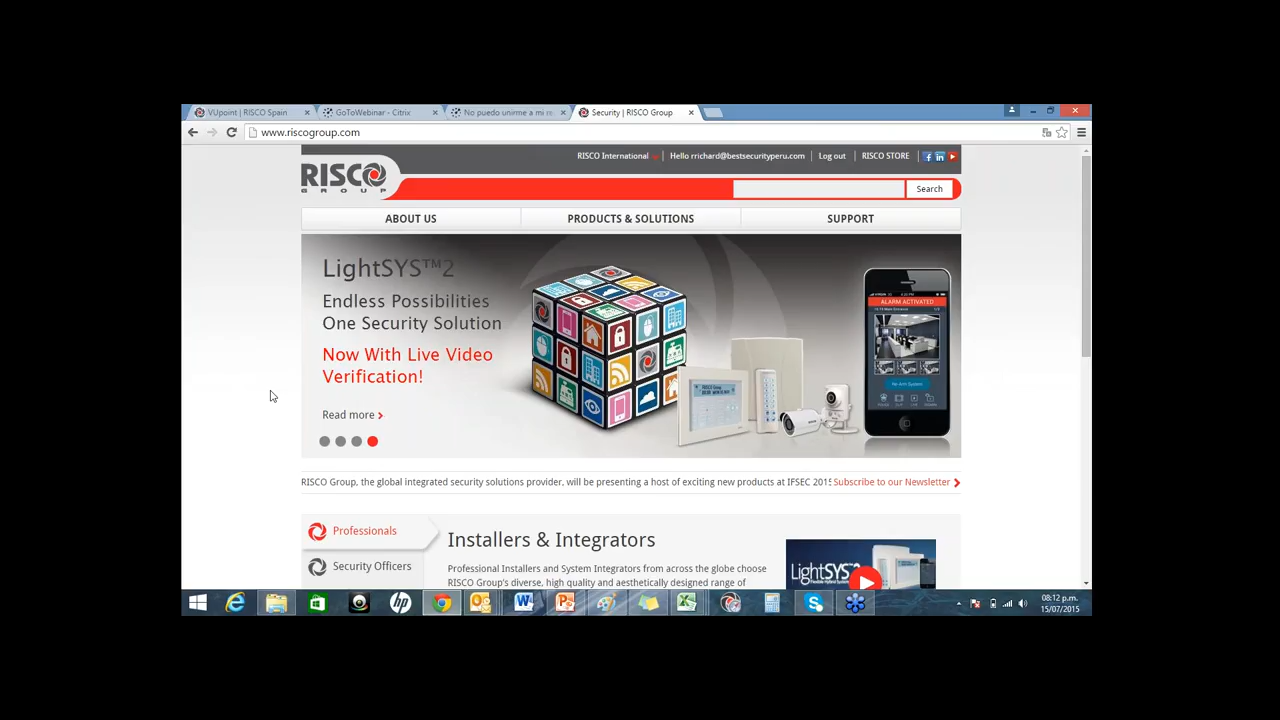 VUpoint | RISCO Spain
GoToWebinar - Citrix
No puedo unirme a mi re
Security | RISCO Group
www.riscogroup.com
RISCO International
Hello rrichard@bestsecurityperu.com
Log out
RISCO STORE
RISCO
GROUP
Search
ABOUT US
PRODUCTS & SOLUTIONS
SUPPORT
LightSYS™2
Endless Possibilities
One Security Solution
Now With Live Video
Verification!
Read more
ALARM ACTIVATED
RISCO Group, the global integrated security solutions provider, will be presenting a host of exciting new products at IFSEC 2015
Subscribe to our Newsletter
Professionals
Security Officers
Installers & Integrators
Professional Installers and System Integrators from across the globe choose
RISCO Group's diverse, high quality and aesthetically designed range of
LightSYS
08:12 p.m.
15/07/2015